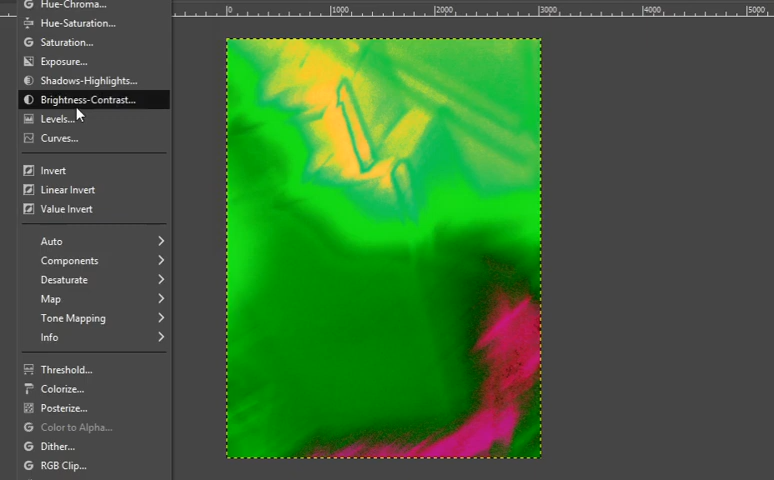 Hue-Chroma...
0 1000 2000 3000 4000 5000
Hue-Saturation...
Saturation...
Exposure...
Shadows-Highlights...
Brightness-Contrast...
Levels...
Curves...
Invert
Linear Invert
Value Invert
Auto
Components
Desaturate
Map
Tone Mapping
Info
Threshold...
Colorize...
Posterize...
Color to Alpha...
Dither...
RGB Clip...